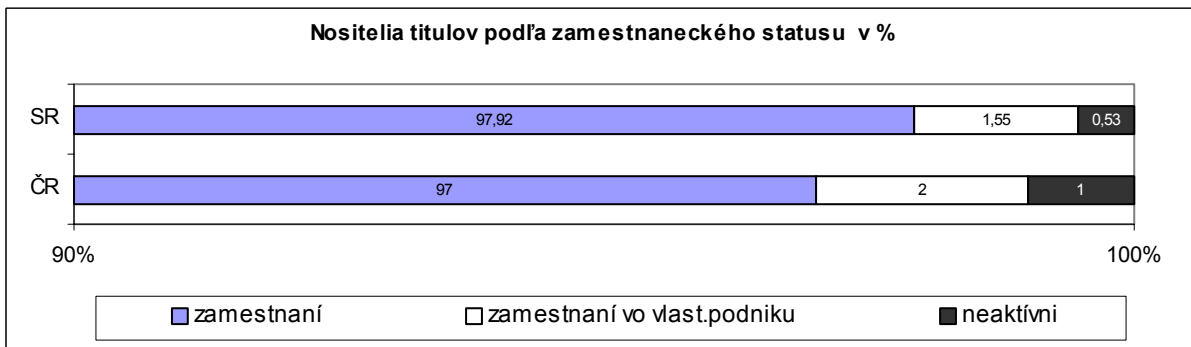 Nositelia titulov podľa zamestnaneckého statusu v %
SR 97,92 1,55 0,53
ČR 97 2 1
90% 100%
zamestnaní zamestnaní vo vlast.podniku neaktívni